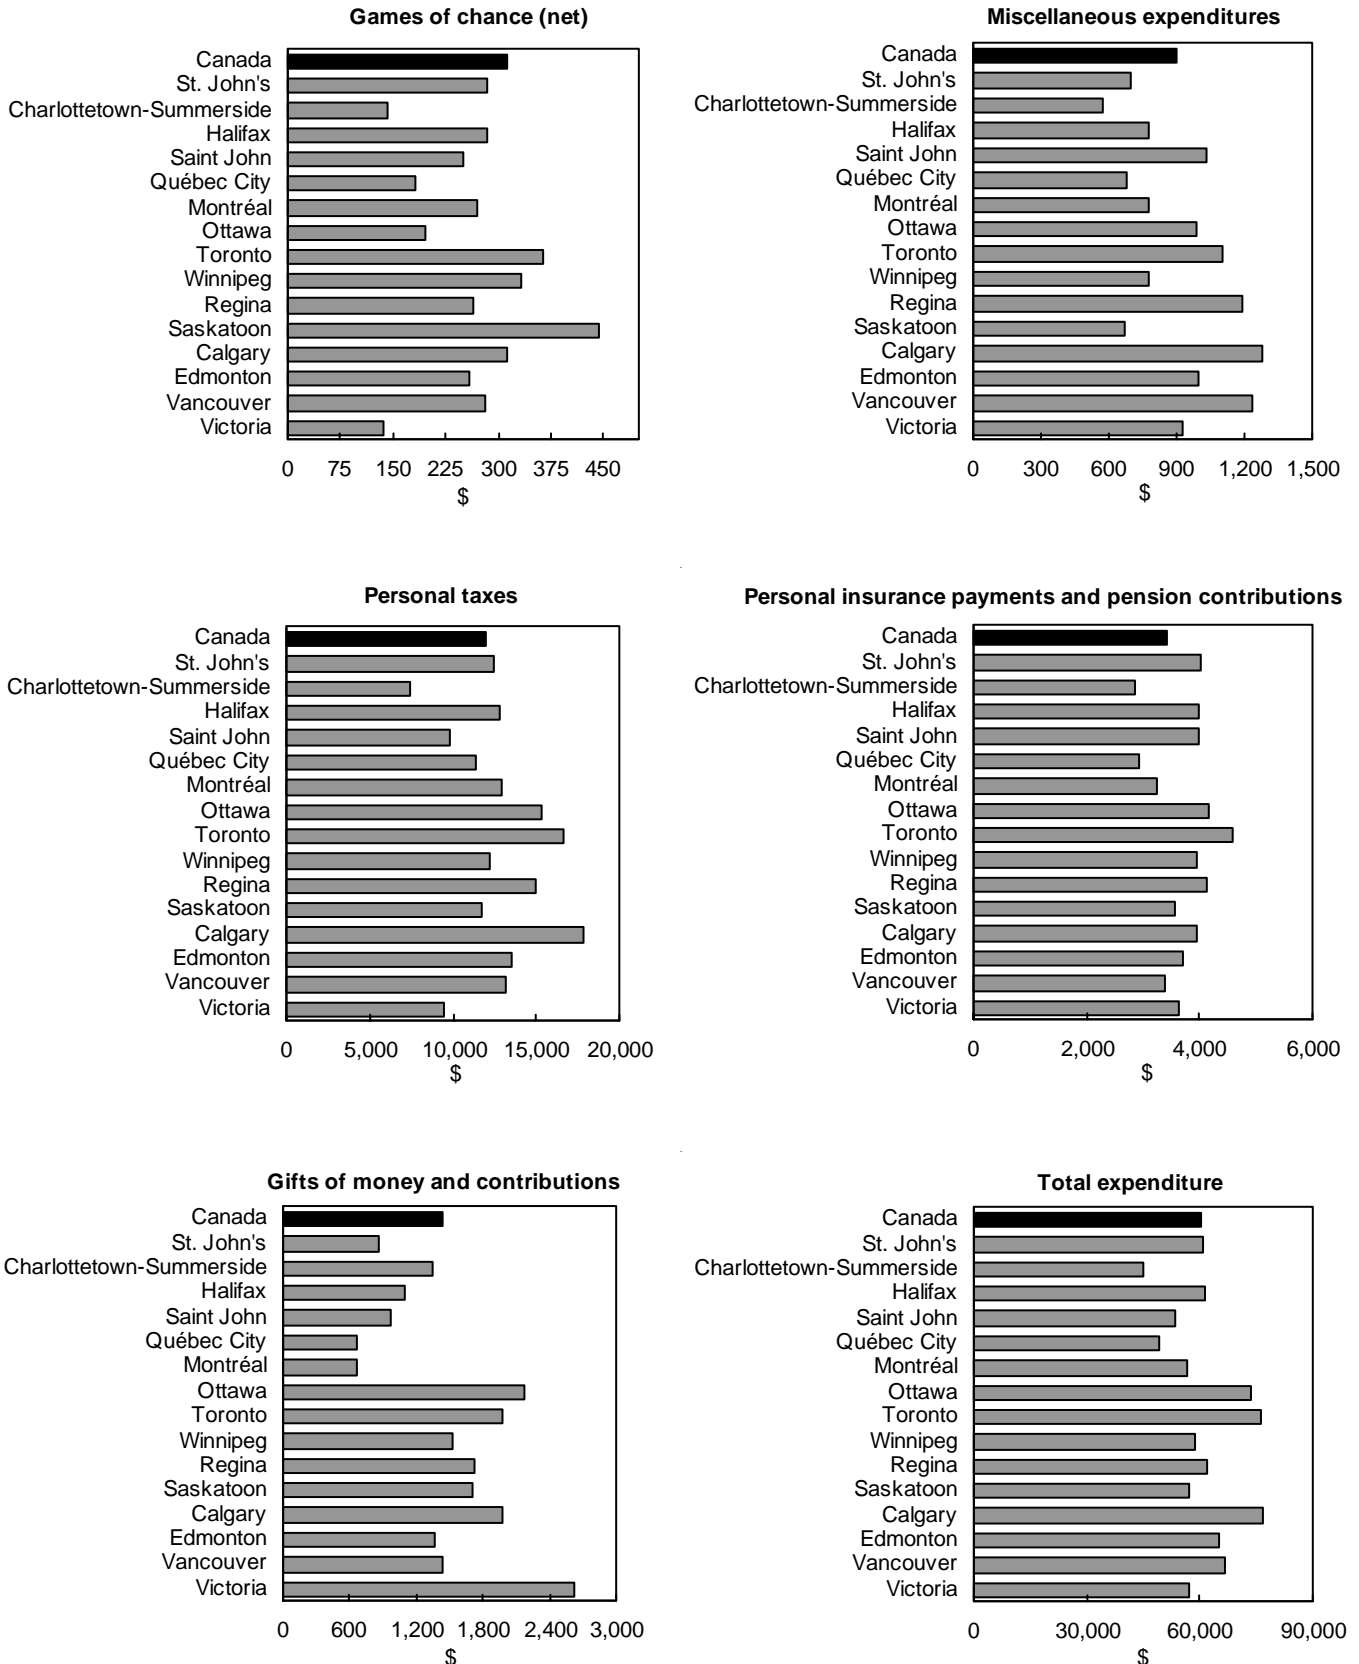 Games of chance (net)
Canada
St. John's
Charlottetown-Summerside
Halifax
Saint John
Québec City
Montréal
Ottawa
Toronto
Winnipeg
Regina
Saskatoon
Calgary
Edmonton
Vancouver
Victoria
0 75 150 225 300 375 450
$
Miscellaneous expenditures
Canada
St. John's
Charlottetown-Summerside
Halifax
Saint John
Québec City
Montréal
Ottawa
Toronto
Winnipeg
Regina
Saskatoon
Calgary
Edmonton
Vancouver
Victoria
0 300 600 900 1,200 1,500
$
Personal taxes
Canada
St. John's
Charlottetown-Summerside
Halifax
Saint John
Québec City
Montréal
Ottawa
Toronto
Winnipeg
Regina
Saskatoon
Calgary
Edmonton
Vancouver
Victoria
0 5,000 10,000 15,000 20,000
$
Personal insurance payments and pension contributions
Canada
St. John's
Charlottetown-Summerside
Halifax
Saint John
Québec City
Montréal
Ottawa
Toronto
Winnipeg
Regina
Saskatoon
Calgary
Edmonton
Vancouver
Victoria
0 2,000 4,000 6,000
$
Gifts of money and contributions
Canada
St. John's
Charlottetown-Summerside
Halifax
Saint John
Québec City
Montréal
Ottawa
Toronto
Winnipeg
Regina
Saskatoon
Calgary
Edmonton
Vancouver
Victoria
0 600 1,200 1,800 2,400 3,000
$
Total expenditure
Canada
St. John's
Charlottetown-Summerside
Halifax
Saint John
Québec City
Montréal
Ottawa
Toronto
Winnipeg
Regina
Saskatoon
Calgary
Edmonton
Vancouver
Victoria
0 30,000 60,000 90,000
$